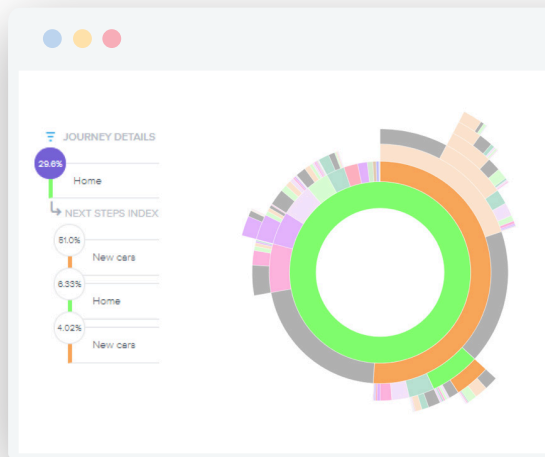 JOURNEY DETAILS
29.6%
Home
NEXT STEPS INDEX
51.0%
New cars
6.33%
Home
4.02%
New cars